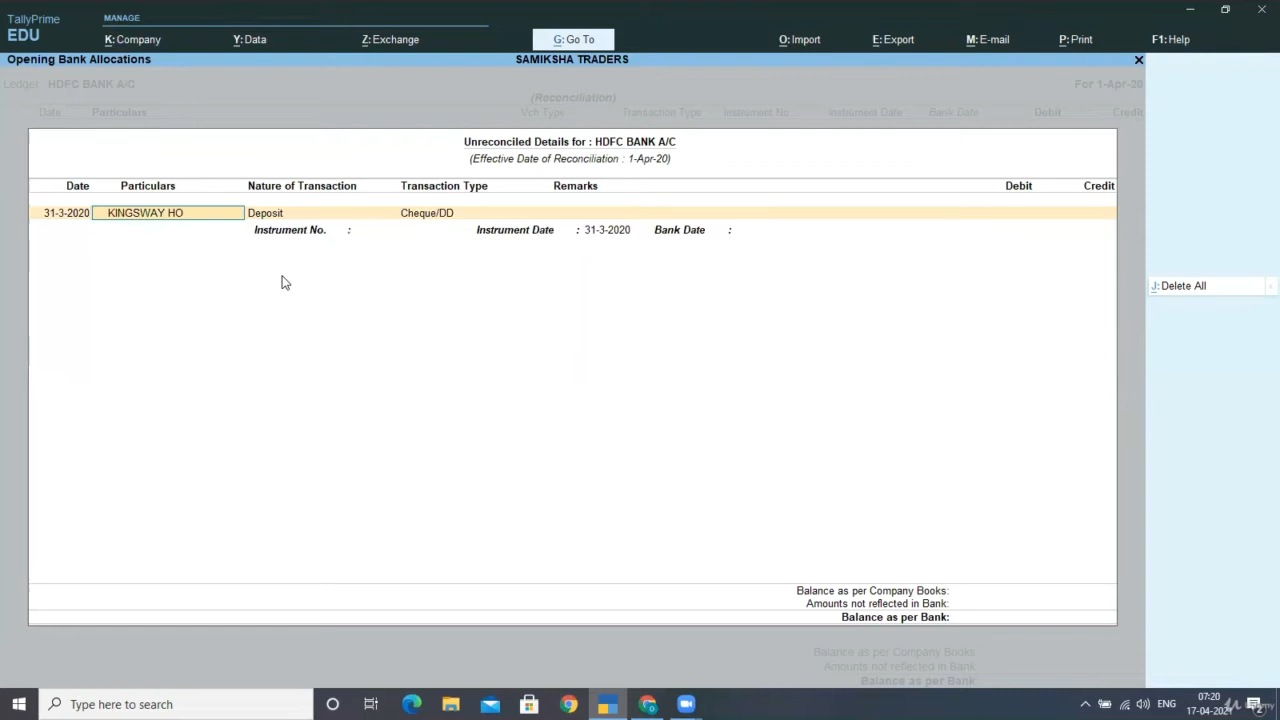 TallyPrime MANAGE
EDU K: Company Y: Data Z: Exchange G: Go To O: Import E: Export M: E-mail P: Print F1: Help
Opening Bank Allocations SAMIKSHA TRADERS
Ledger: HDFC BANK A/C For 1-Apr-20
(Reconciliation)
Date Particulars Vch Type Transaction Type Instrument No. Instrument Date Bank Date Debit Credit
Unreconciled Details for : HDFC BANK A/C
(Effective Date of Reconciliation : 1-Apr-20)
Date Particulars Nature of Transaction Transaction Type Remarks Debit Credit
31-3-2020 KINGSWAY HO Deposit Cheque/DD
Instrument No. : Instrument Date : 31-3-2020 Bank Date :
J: Delete All
Balance as per Company Books:
Amounts not reflected in Bank:
Balance as per Bank:
Balance as per Company Books
Amounts not reflected in Bank
Balance as per Bank
Type here to search ENG 07:20
17-04-2021